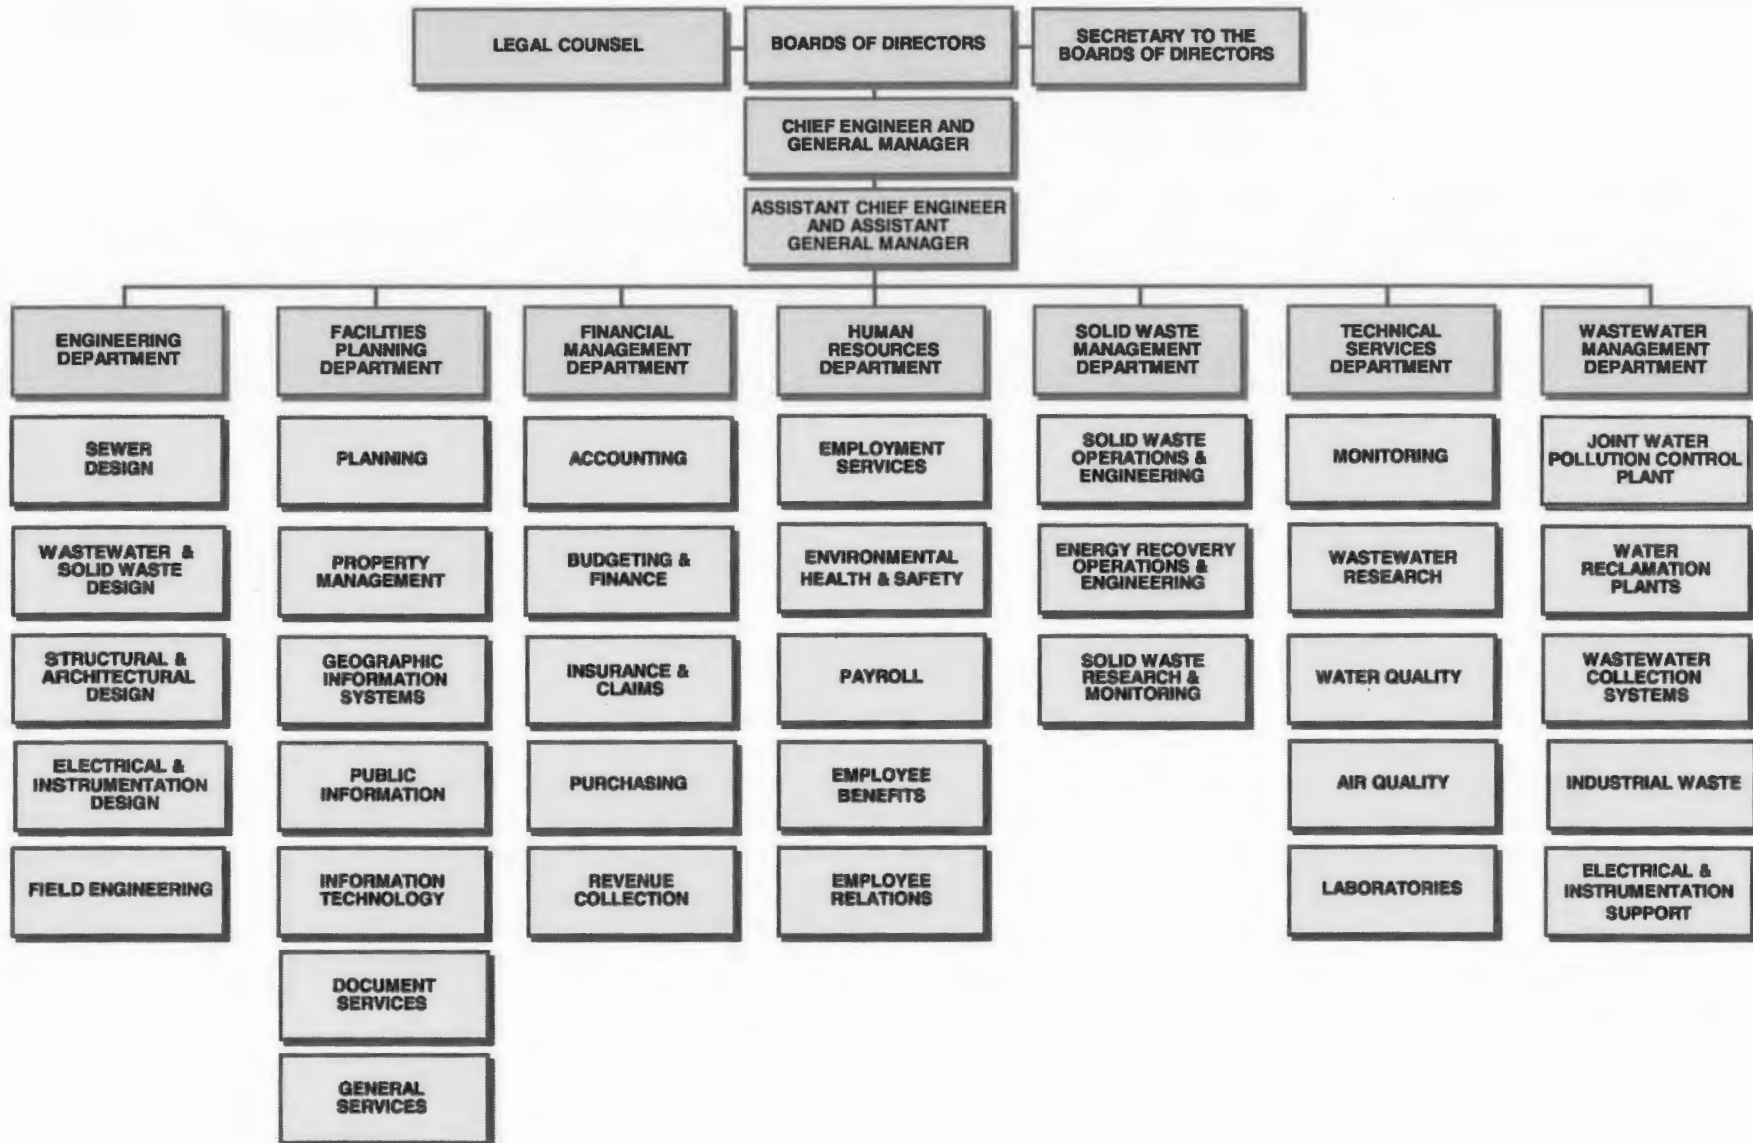 LEGAL COUNSEL
BOARDS OF DIRECTORS
SECRETARY TO THE
BOARDS OF DIRECTORS
CHIEF ENGINEER AND
GENERAL MANAGER
ASSISTANT CHIEF ENGINEER
AND ASSISTANT
GENERAL MANAGER
ENGINEERING
DEPARTMENT
SEWER
DESIGN
WASTEWATER &
SOLID WASTE
DESIGN
STRUCTURAL &
ARCHITECTURAL
DESIGN
ELECTRICAL &
INSTRUMENTATION
DESIGN
FIELD ENGINEERING
FACILITIES
PLANNING
DEPARTMENT
PLANNING
PROPERTY
MANAGEMENT
GEOGRAPHIC
INFORMATION
SYSTEMS
PUBLIC
INFORMATION
INFORMATION
TECHNOLOGY
DOCUMENT
SERVICES
GENERAL
SERVICES
FINANCIAL
MANAGEMENT
DEPARTMENT
ACCOUNTING
BUDGETING &
FINANCE
INSURANCE &
CLAIMS
PURCHASING
REVENUE
COLLECTION
HUMAN
RESOURCES
DEPARTMENT
EMPLOYMENT
SERVICES
ENVIRONMENTAL
HEALTH & SAFETY
PAYROLL
EMPLOYEE
BENEFITS
EMPLOYEE
RELATIONS
SOLID WASTE
MANAGEMENT
DEPARTMENT
SOLID WASTE
OPERATIONS &
ENGINEERING
ENERGY RECOVERY
OPERATIONS &
ENGINEERING
SOLID WASTE
RESEARCH &
MONITORING
TECHNICAL
SERVICES
DEPARTMENT
MONITORING
WASTEWATER
RESEARCH
WATER QUALITY
AIR QUALITY
LABORATORIES
WASTEWATER
MANAGEMENT
DEPARTMENT
JOINT WATER
POLLUTION CONTROL
PLANT
WATER
RECLAMATION
PLANTS
WASTEWATER
COLLECTION
SYSTEMS
INDUSTRIAL WASTE
ELECTRICAL &
INSTRUMENTATION
SUPPORT